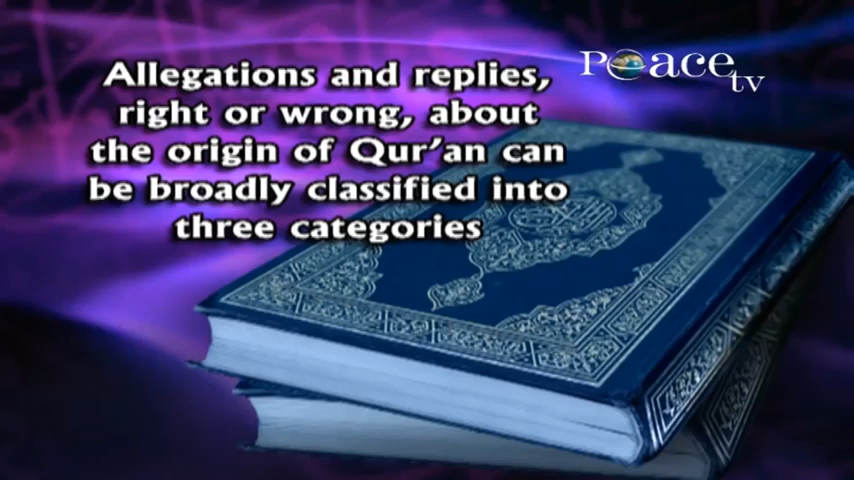 Allegations and replies,
right or wrong, about
the origin of Qur'an can
be broadly classified into
three categories
Peace tv